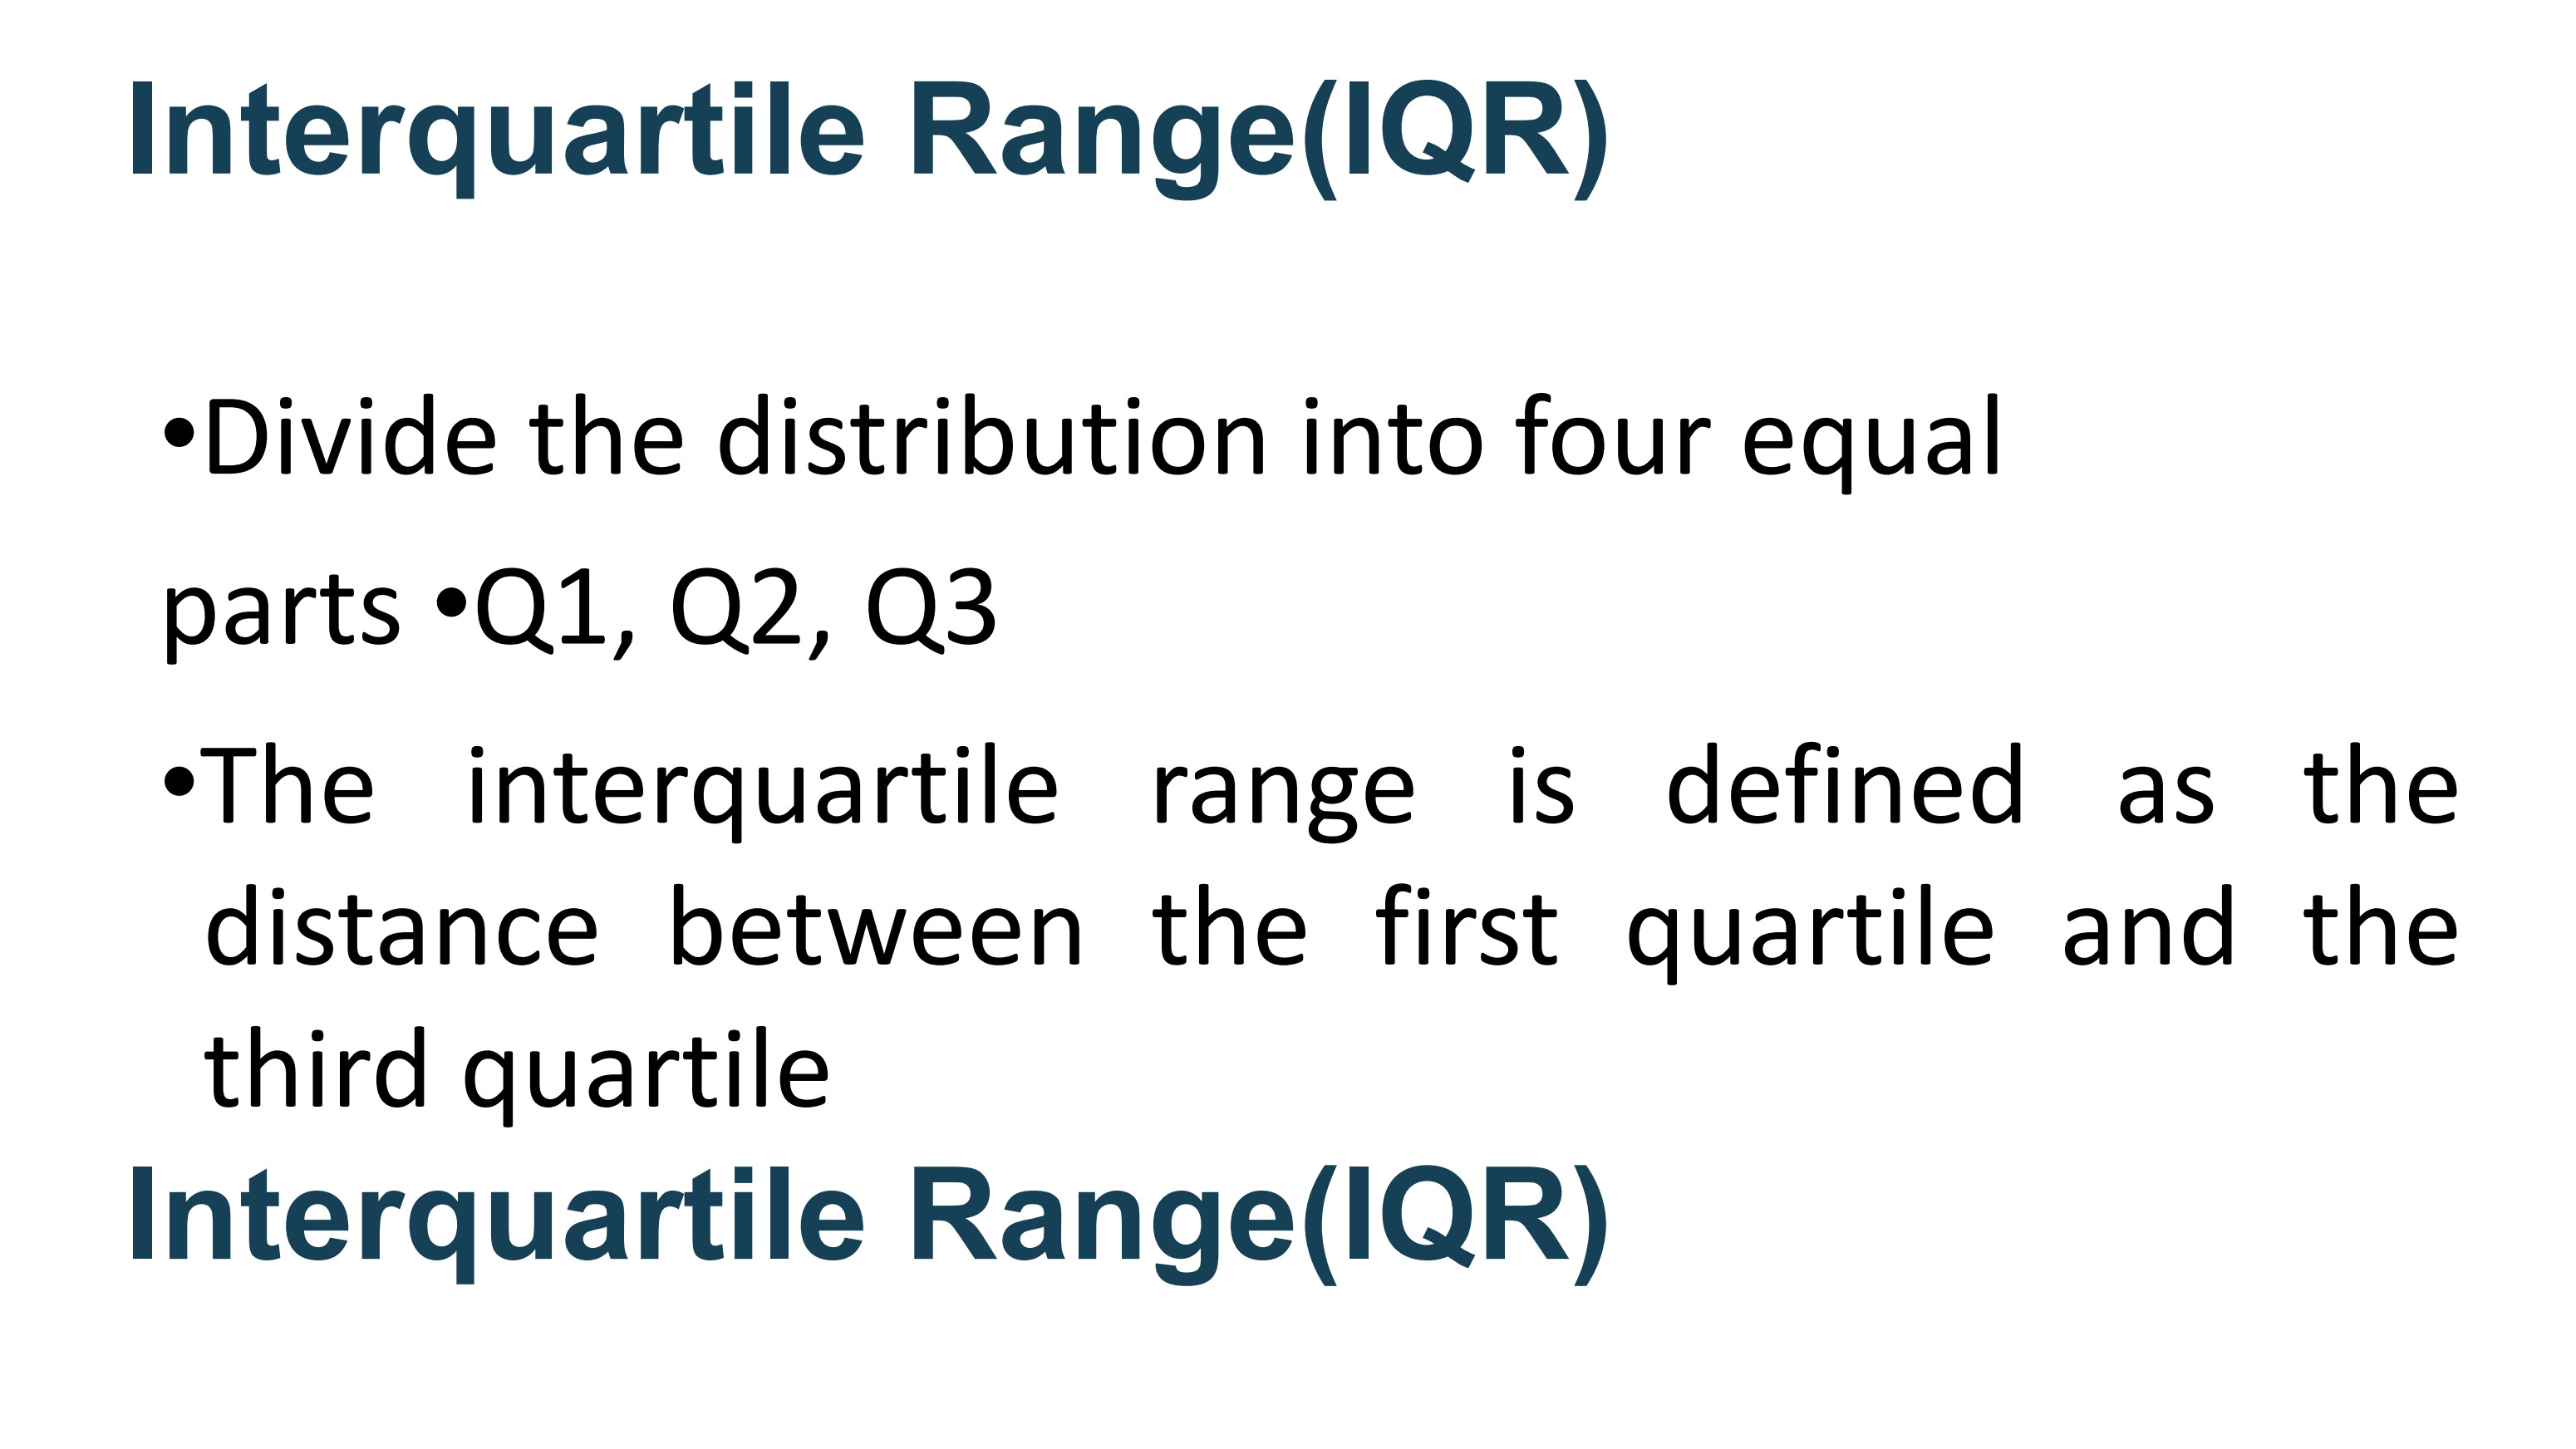 Interquartile Range(IQR)
•Divide the distribution into four equal
parts •Q1, Q2, Q3
•The interquartile range is defined as the
distance between the first quartile and the
third quartile
Interquartile Range(IQR)